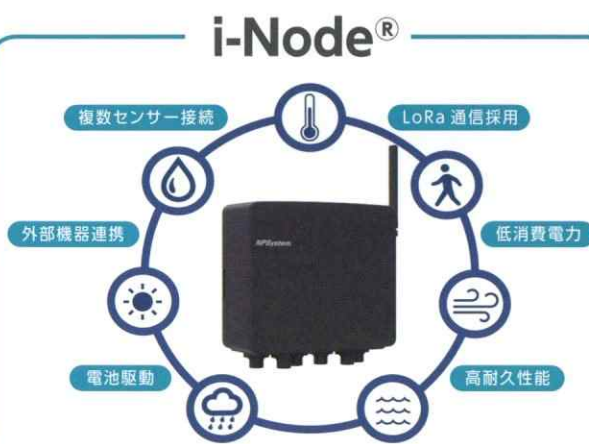 i-Node®
複数センサー接続
LoRa 通信採用
外部機器連携
低消費電力
電池駆動
高耐久性能
NPSystem